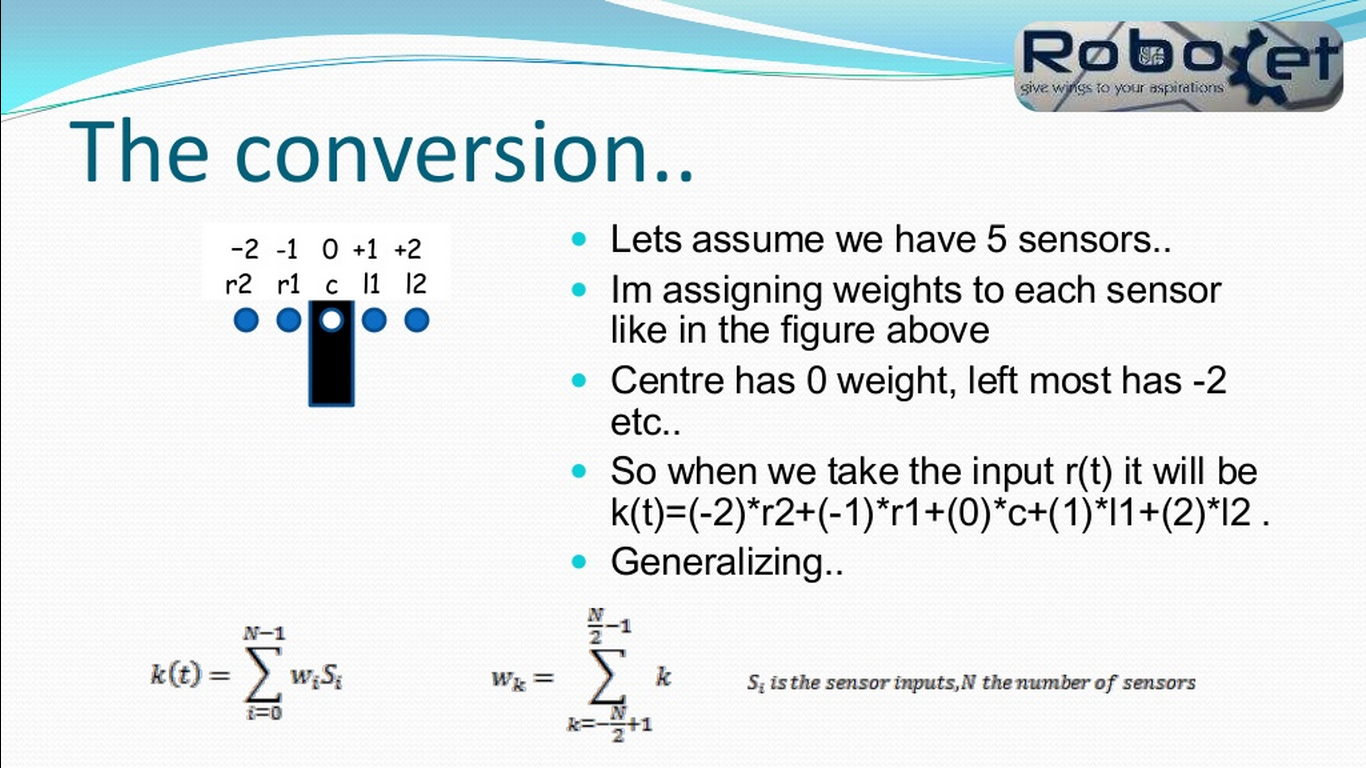 Roboცet
give wings to your aspirations
The conversion..
−2 -1 0 +1 +2
r2 r1 c l1 l2
• Lets assume we have 5 sensors..
• Im assigning weights to each sensor
like in the figure above
• Centre has 0 weight, left most has -2
etc..
• So when we take the input r(t) it will be
k(t)=(-2)*r2+(-1)*r1+(0)*c+(1)*l1+(2)*l2 .
• Generalizing..
k(t) = ∑_{i=0}^{N−1} w_i S_i
w_k = ∑_{k=−N/2+1}^{N/2−1} k
S_i is the sensor inputs,N the number of sensors